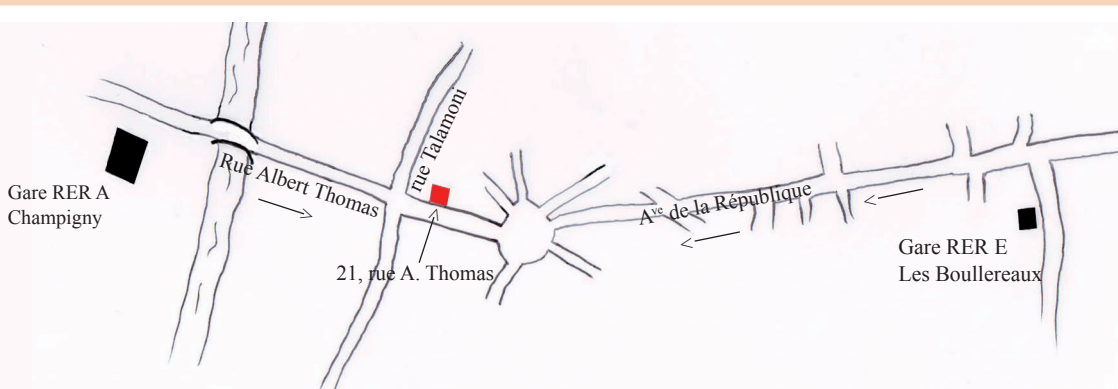 Gare RER A
Champigny
Rue Albert Thomas
rue Talamoni
21, rue A. Thomas
Ave de la République
Gare RER E
Les Boullereaux